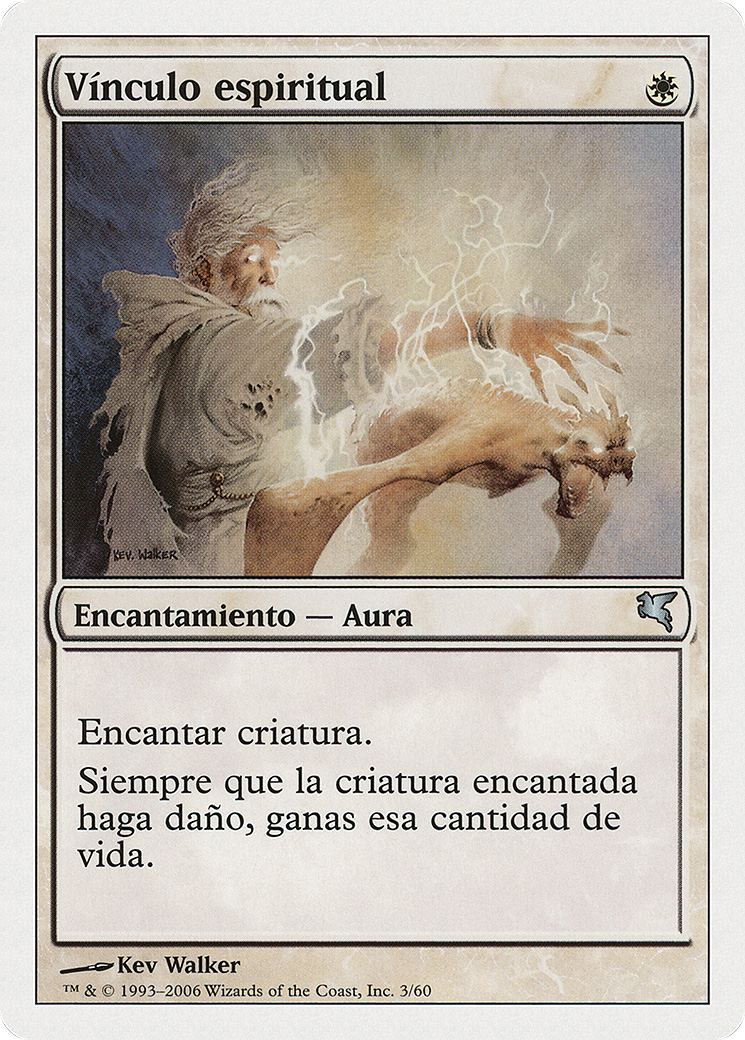 Vínculo espiritual
KEV. WALKER
Encantamiento — Aura
Encantar criatura.
Siempre que la criatura encantada
haga daño, ganas esa cantidad de
vida.
Kev Walker
™ & © 1993–2006 Wizards of the Coast, Inc. 3/60